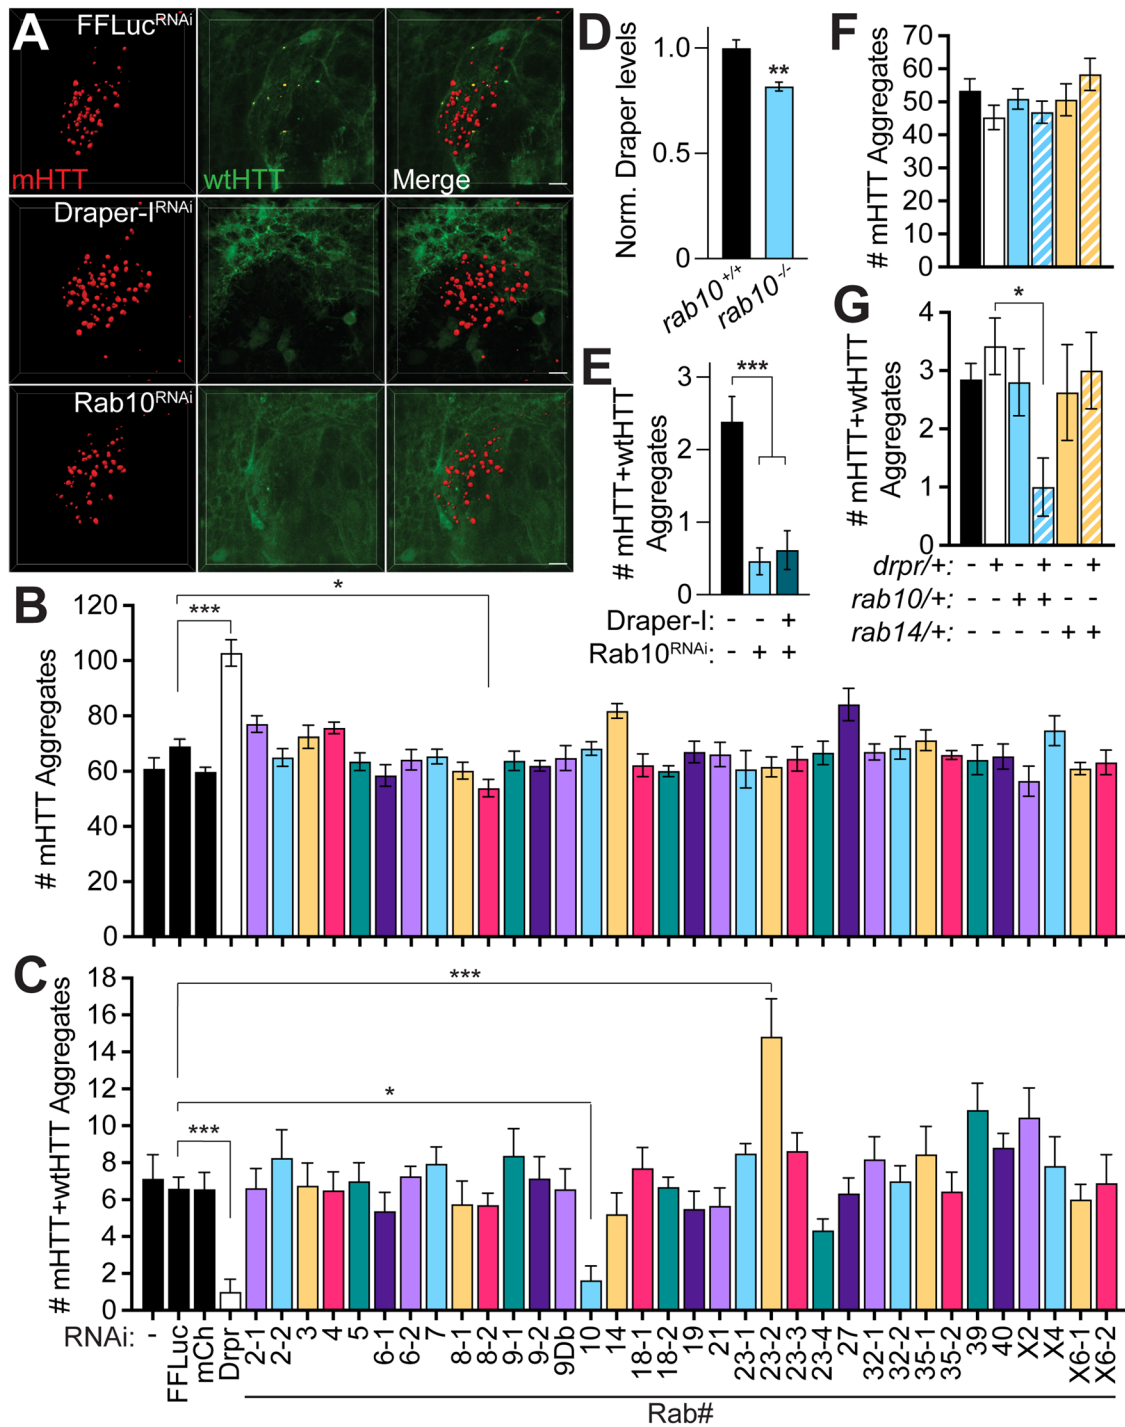 A
FFLuc^RNAi
mHTT
wtHTT
Merge
Draper-I^RNAi
Rab10^RNAi
B
# mHTT Aggregates
120
100
80
60
40
20
0
***
*
C
# mHTT+wtHTT Aggregates
18
16
14
12
10
8
6
4
2
0
***
*
***
RNAi:
-
FFLuc
mCh
Drpr
2-1
2-2
3
4
5
6-1
6-2
7
8-1
8-2
9-1
9-2
9Db
10
14
18-1
18-2
19
21
23-1
23-2
23-3
23-4
27
32-1
32-2
35-1
35-2
39
40
X2
X4
X6-1
X6-2
Rab#
D
Norm. Draper levels
1.0
0.5
0
**
rab10+/+
rab10-/-
E
# mHTT+wtHTT
Aggregates
3
2
1
0
***
Draper-I: - - +
Rab10^RNAi: - + +
F
# mHTT Aggregates
70
60
50
40
30
20
10
0
G
# mHTT+wtHTT
Aggregates
4
3
2
1
0
*
drpr/+: - + - + - +
rab10/+: - - + + - -
rab14/+: - - - - + +